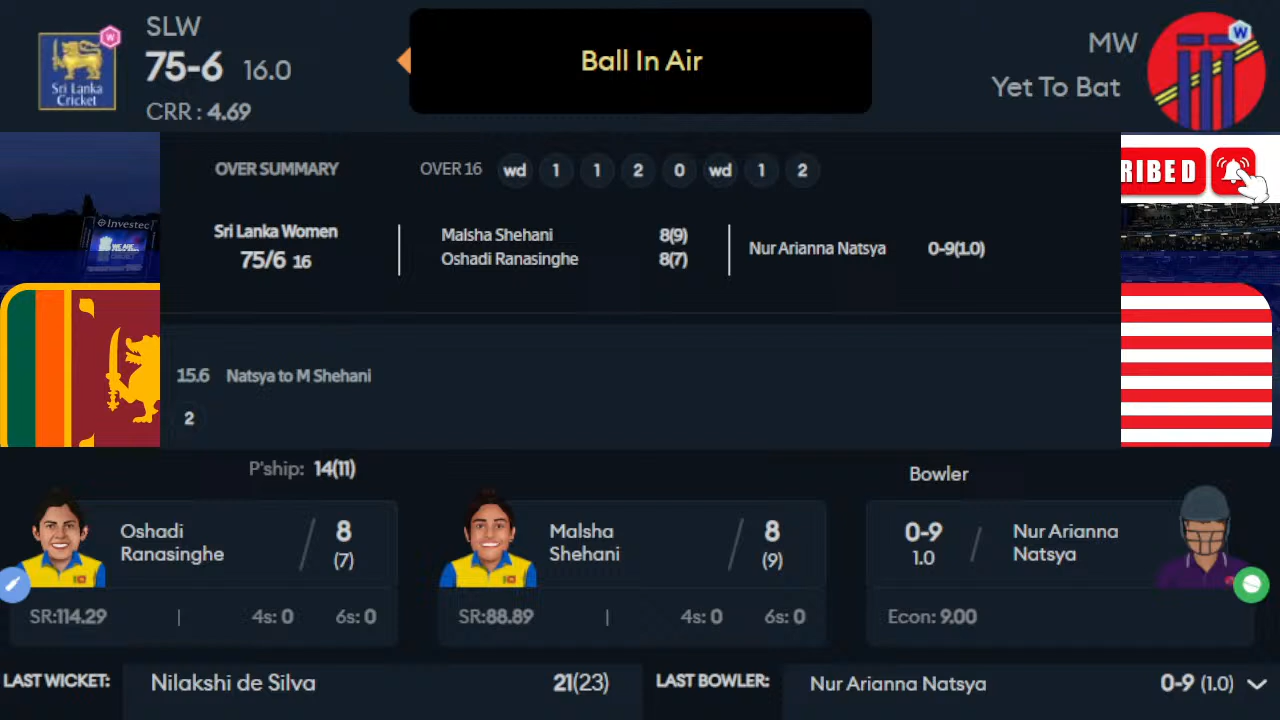 SLW
75-6 16.0
CRR : 4.69
Sri Lanka
Cricket
W
Ball In Air
MW
Yet To Bat
W
OVER SUMMARY
OVER 16 wd 1 1 2 0 wd 1 2
Sri Lanka Women
75/6 16
Malsha Shehani 8(9)
Oshadi Ranasinghe 8(7)
Nur Arianna Natsya 0-9(1.0)
Investec
RIBED
15.6 Natsya to M Shehani
2
P'ship: 14(11)
Bowler
Oshadi
Ranasinghe
/ 8
(7)
SR:114.29 | 4s: 0 6s: 0
Malsha
Shehani
/ 8
(9)
SR:88.89 | 4s: 0 6s: 0
0-9
1.0
/ Nur Arianna
Natsya
Econ: 9.00
LAST WICKET: Nilakshi de Silva 21(23)
LAST BOWLER: Nur Arianna Natsya 0-9 (1.0)